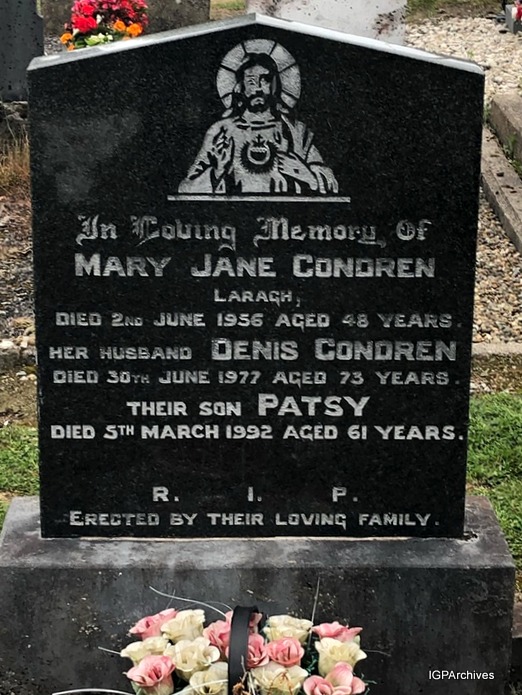 In Loving Memory Of
MARY JANE CONDREN
LARAGH,
DIED 2ND JUNE 1956 AGED 48 YEARS.
HER HUSBAND DENIS CONDREN
DIED 30TH JUNE 1977 AGED 73 YEARS.
THEIR SON PATSY
DIED 5TH MARCH 1992 AGED 61 YEARS.
R. I. P.
ERECTED BY THEIR LOVING FAMILY.
IGPArchives